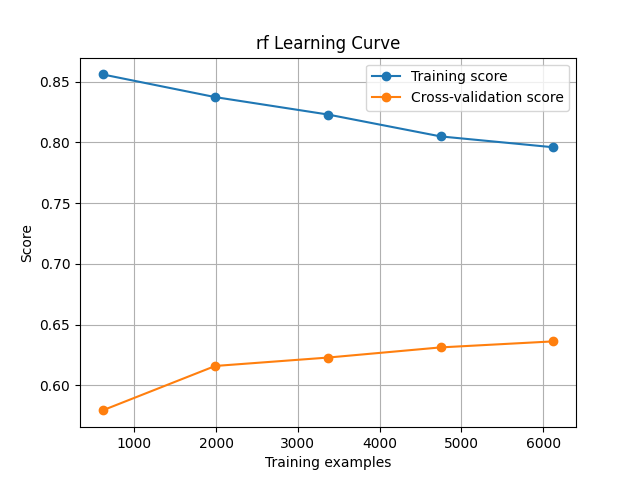 rf Learning Curve
Training score
Cross-validation score
0.85
0.80
0.75
0.70
0.65
0.60
Score
1000 2000 3000 4000 5000 6000
Training examples